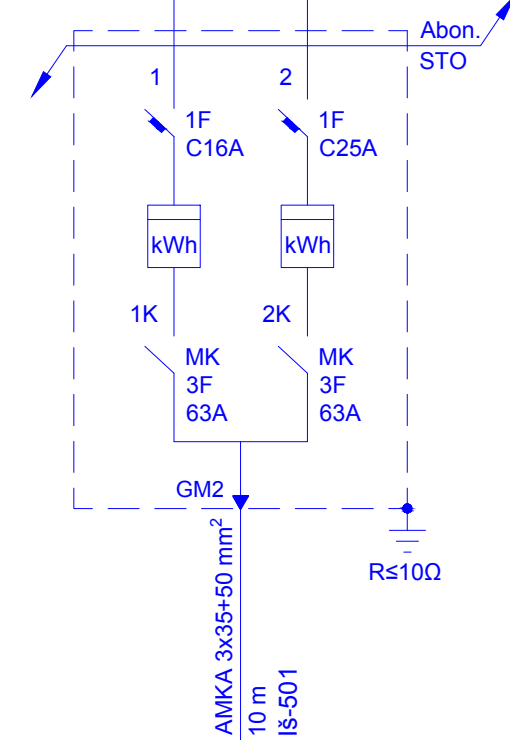 Abon.
STO
1
2
1F
C16A
1F
C25A
kWh
kWh
1K
2K
MK
3F
63A
MK
3F
63A
GM2
R≤10Ω
AMKA 3x35+50 mm²
10 m
Iš-501